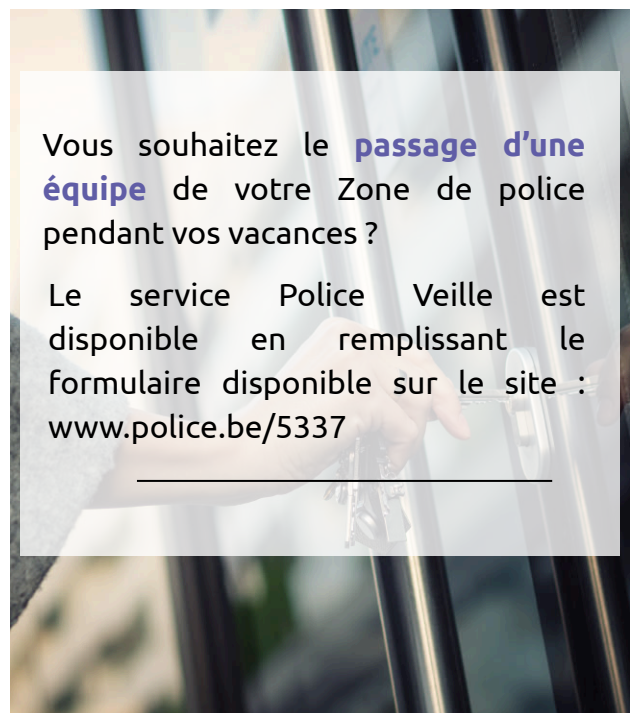 Vous souhaitez le passage d’une
équipe de votre Zone de police
pendant vos vacances ?
Le service Police Veille est
disponible en remplissant le
formulaire disponible sur le site :
www.police.be/5337